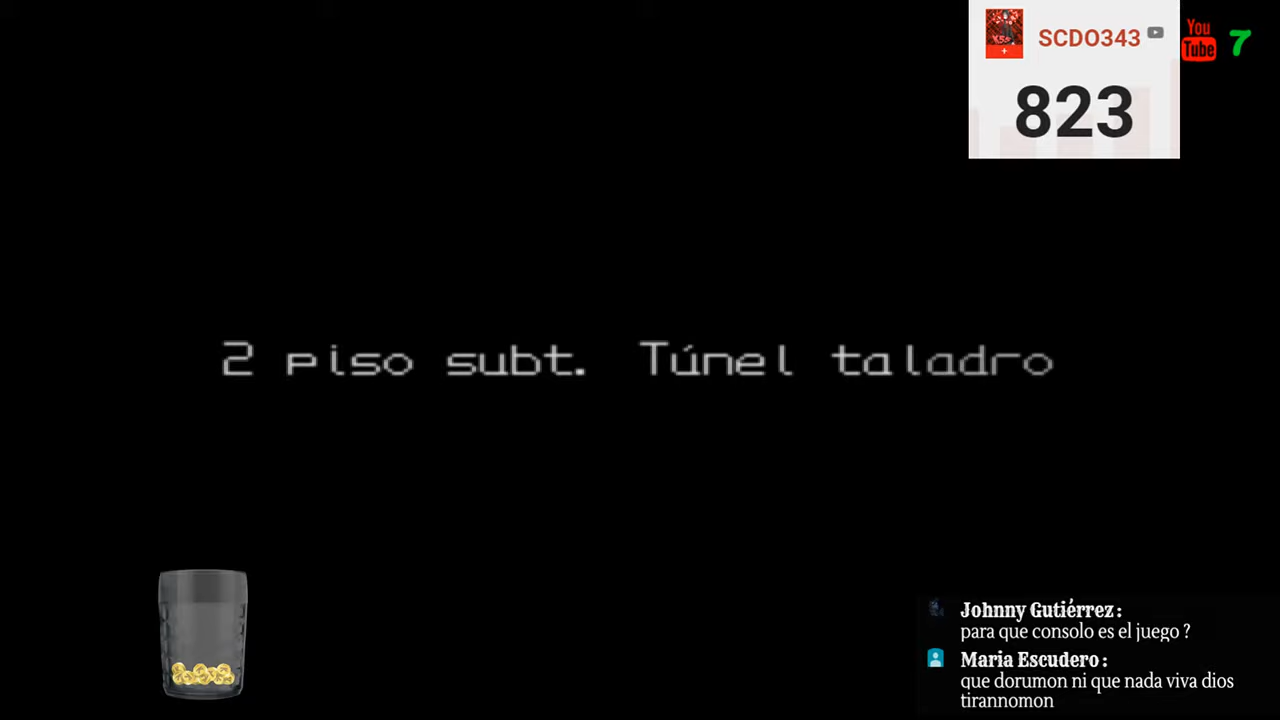 SCDO343
You
Tube
7
823
2 piso subt. Túnel taladro
Johnny Gutiérrez :
para que consolo es el juego ?
Maria Escudero :
que dorumon ni que nada viva dios
tirannomon